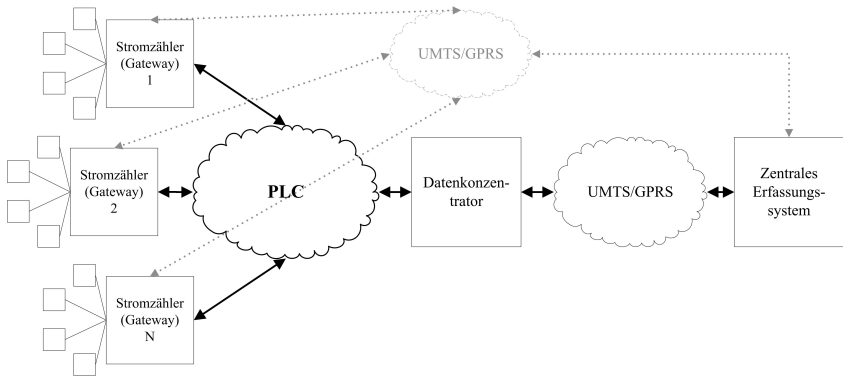 Stromzähler
(Gateway)
1
UMTS/GPRS
Stromzähler
(Gateway)
2
PLC
Datenkonzen-
trator
UMTS/GPRS
Zentrales
Erfassungs-
system
Stromzähler
(Gateway)
N